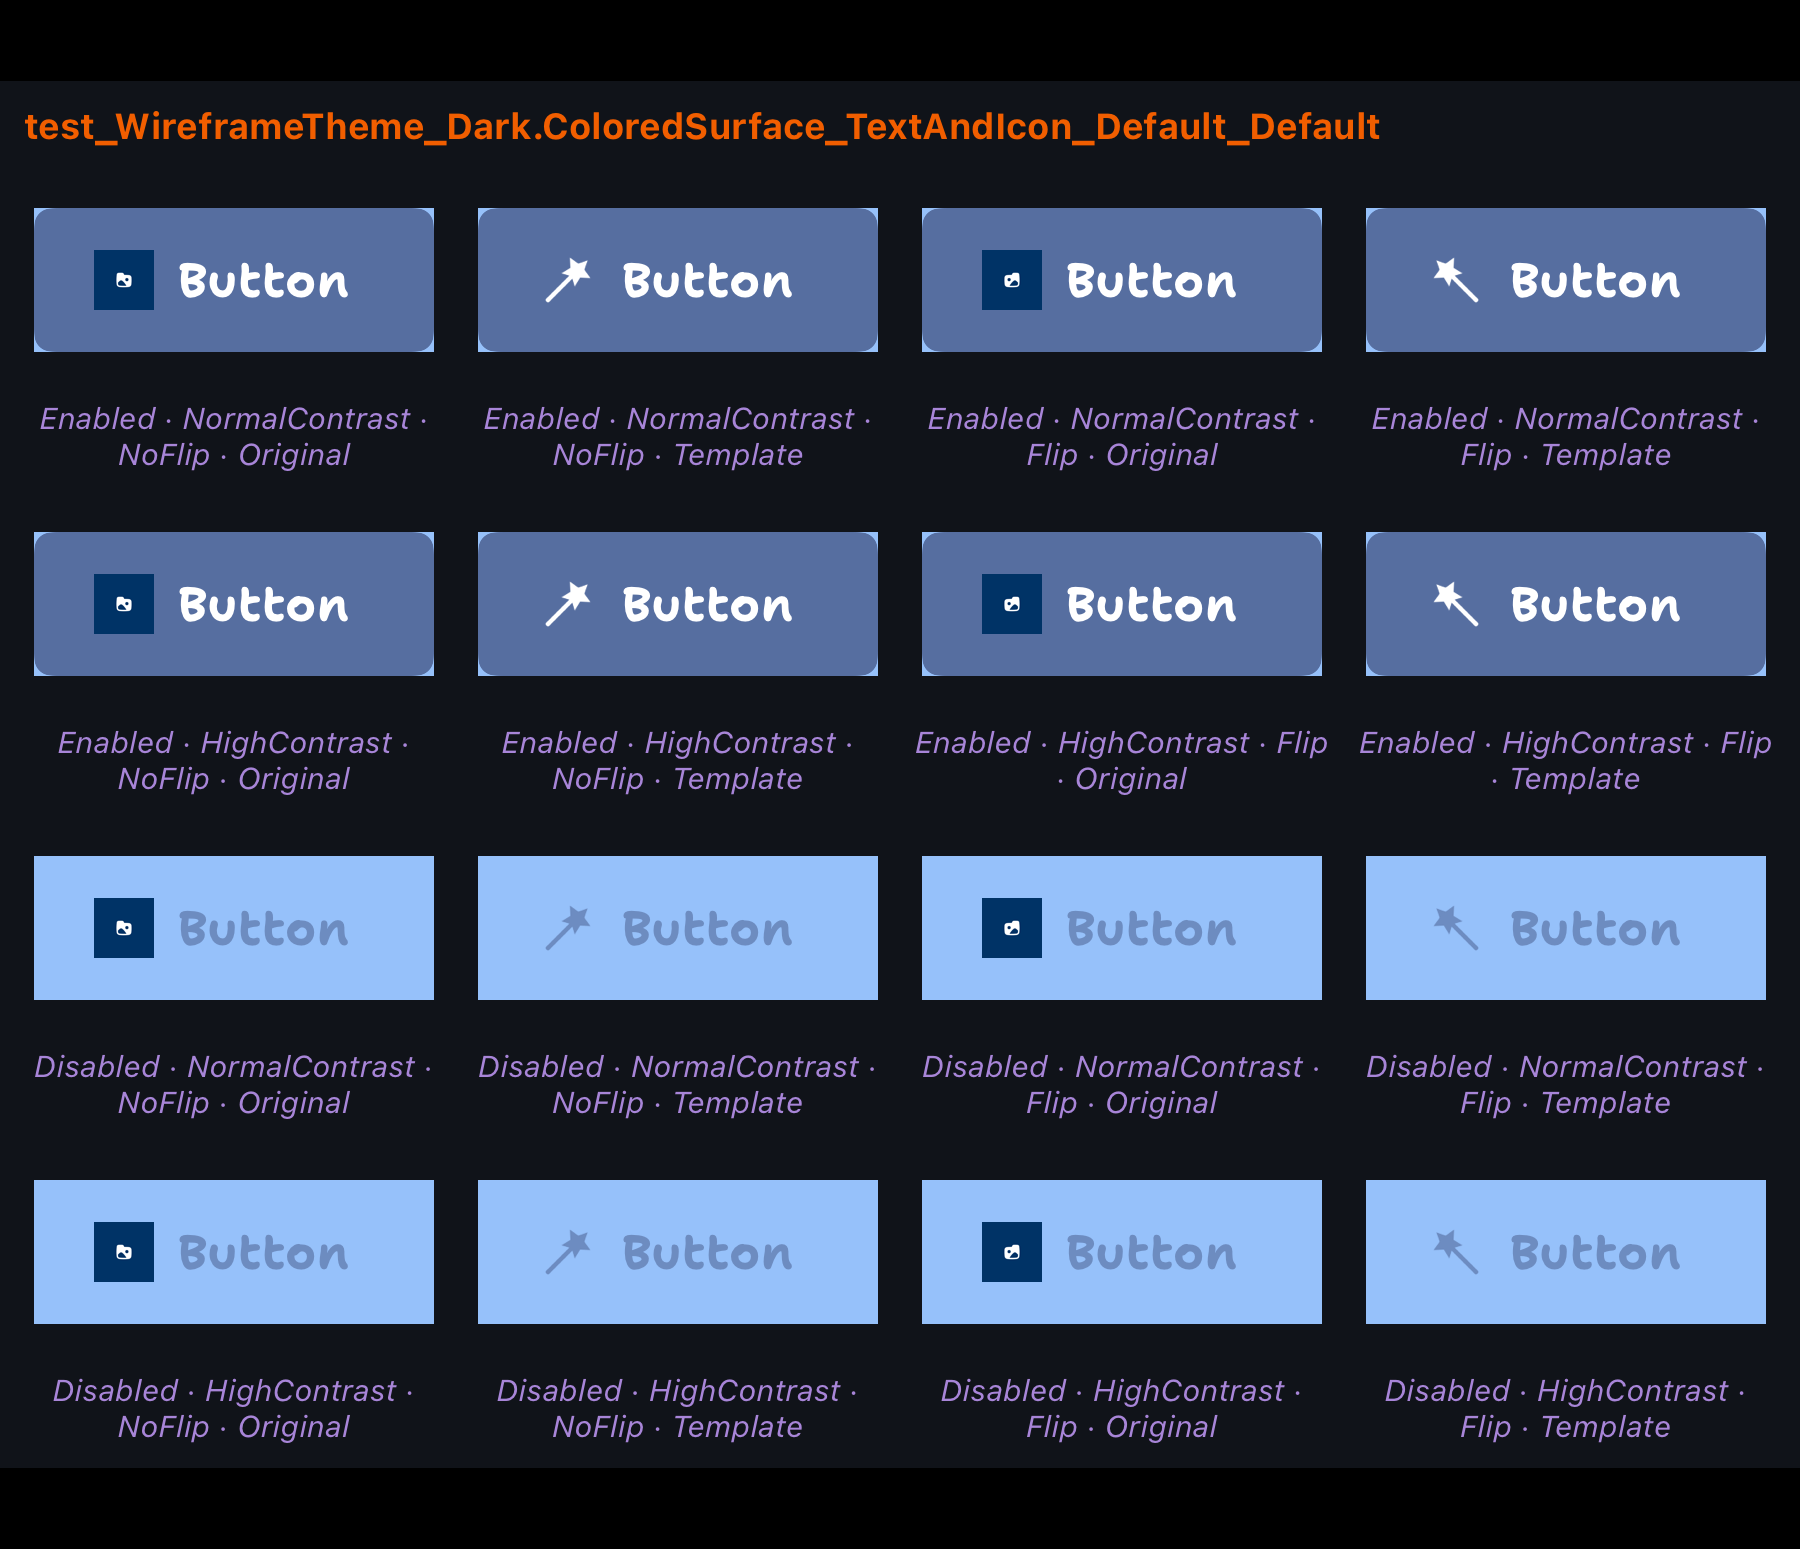 test_WireframeTheme_Dark.ColoredSurface_TextAndIcon_Default_Default
Button
Button
Button
Button
Enabled · NormalContrast ·
NoFlip · Original
Enabled · NormalContrast ·
NoFlip · Template
Enabled · NormalContrast ·
Flip · Original
Enabled · NormalContrast ·
Flip · Template
Button
Button
Button
Button
Enabled · HighContrast ·
NoFlip · Original
Enabled · HighContrast ·
NoFlip · Template
Enabled · HighContrast · Flip
· Original
Enabled · HighContrast · Flip
· Template
Button
Button
Button
Button
Disabled · NormalContrast ·
NoFlip · Original
Disabled · NormalContrast ·
NoFlip · Template
Disabled · NormalContrast ·
Flip · Original
Disabled · NormalContrast ·
Flip · Template
Button
Button
Button
Button
Disabled · HighContrast ·
NoFlip · Original
Disabled · HighContrast ·
NoFlip · Template
Disabled · HighContrast ·
Flip · Original
Disabled · HighContrast ·
Flip · Template